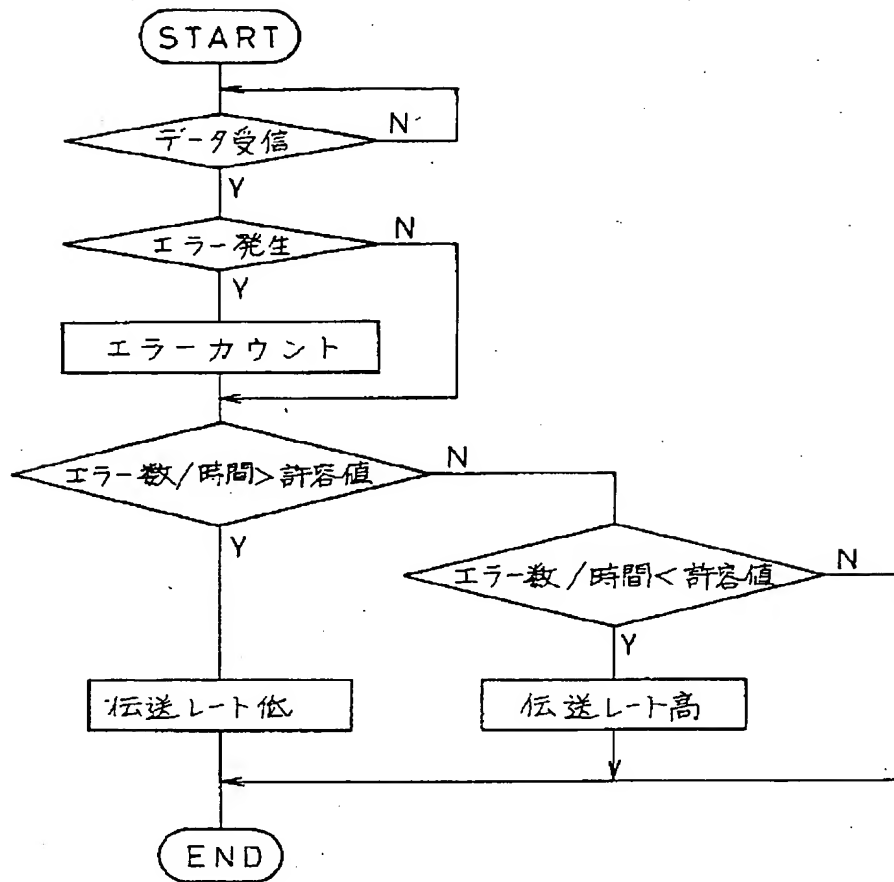 START
データ受信
N
Y
エラー発生
N
Y
エラーカウント
エラー数/時間>許容値
N
Y
エラー数/時間<許容値
N
Y
伝送レート低
伝送レート高
END